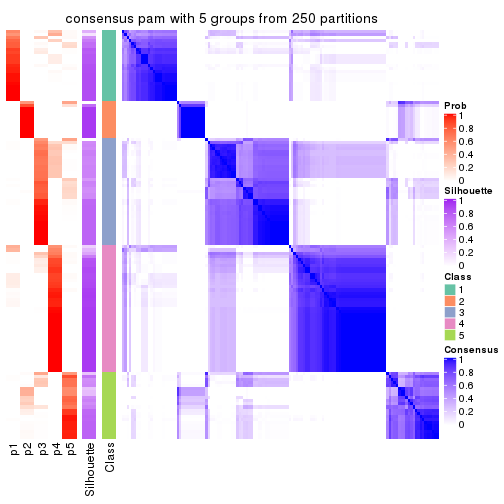 consensus pam with 5 groups from 250 partitions
Prob
1
0.8
0.6
0.4
0.2
0
Silhouette
1
0.8
0.6
0.4
0.2
0
Class
1
2
3
4
5
Consensus
1
0.8
0.6
0.4
0.2
0
p1
p2
p3
p4
p5
Silhouette
Class